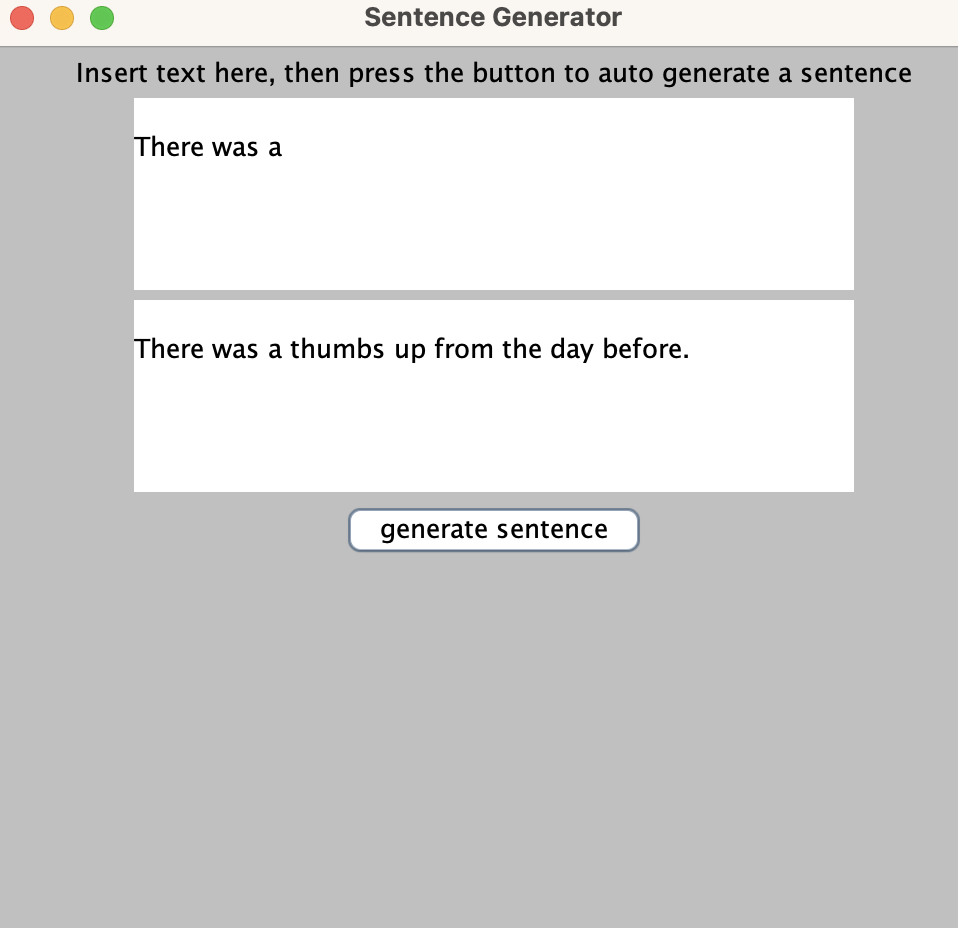 Sentence Generator
Insert text here, then press the button to auto generate a sentence
There was a
There was a thumbs up from the day before.
generate sentence